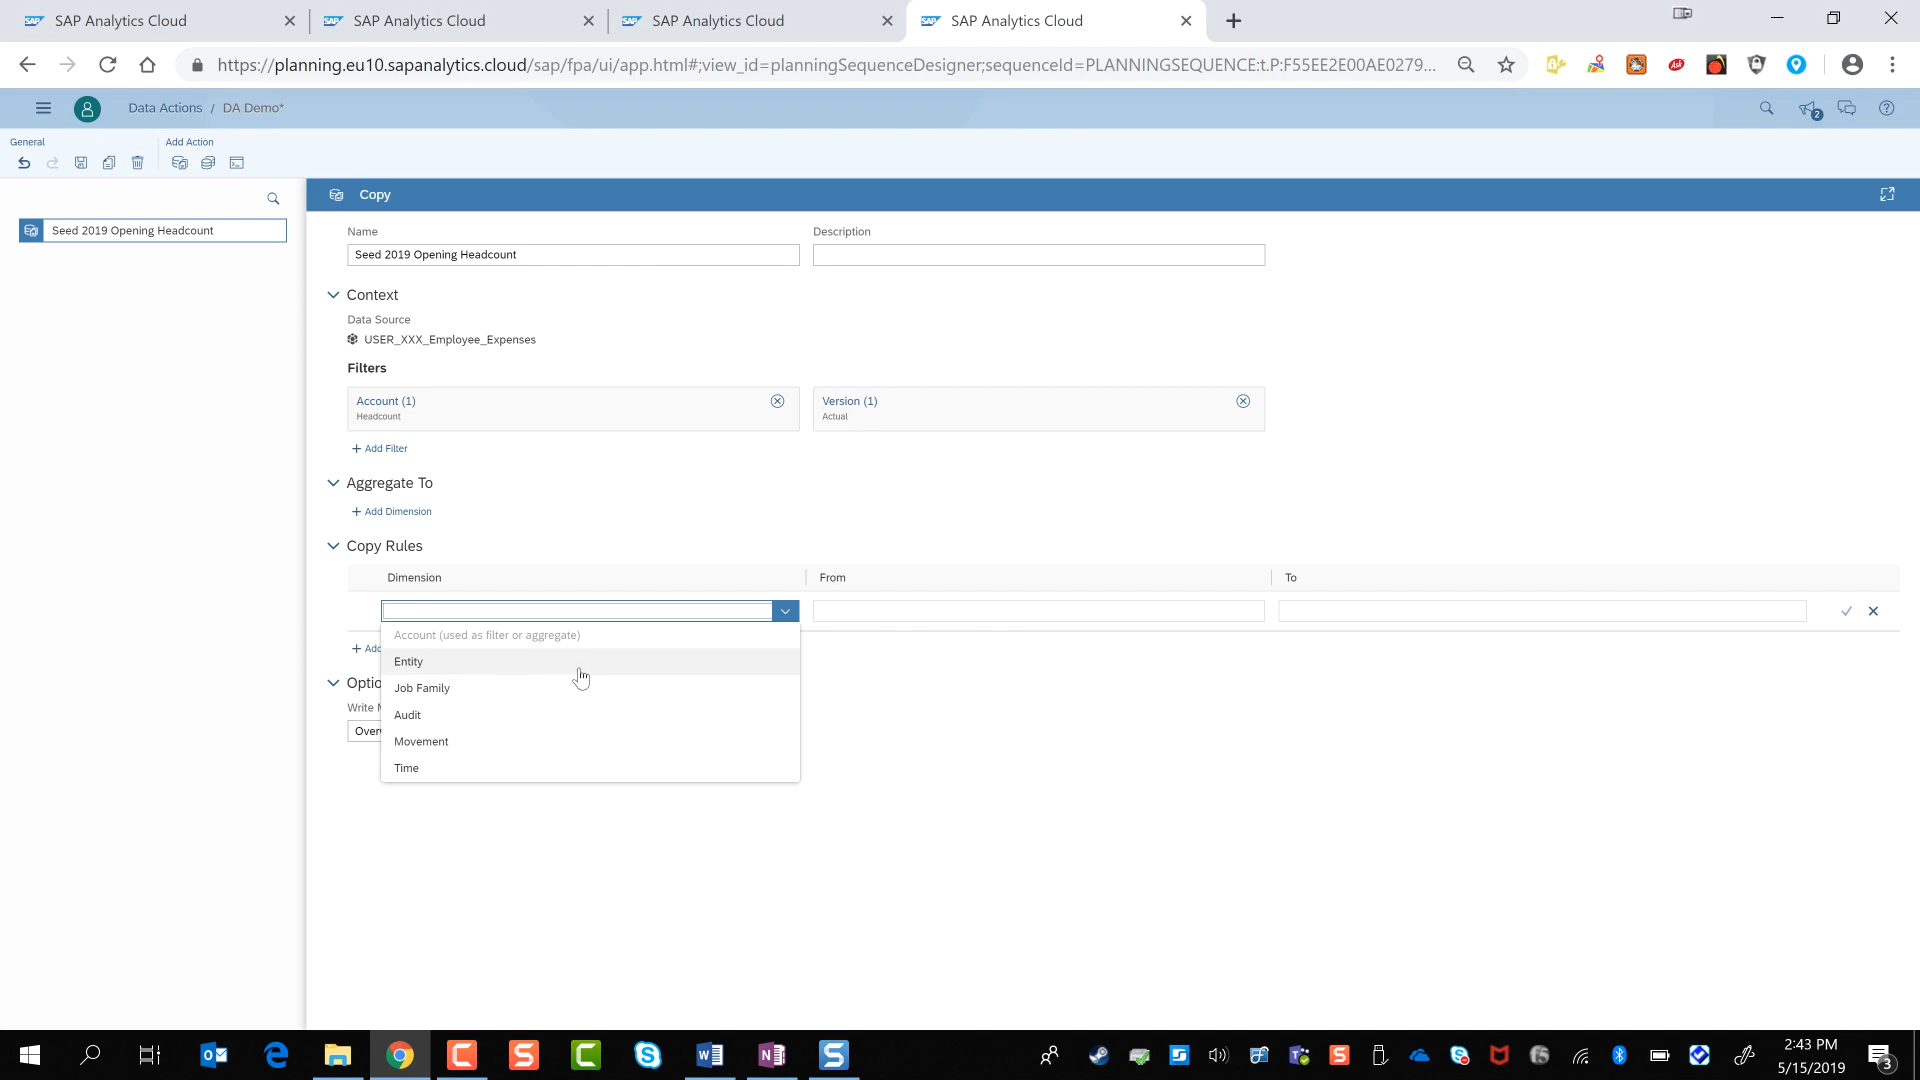 SAP Analytics Cloud
SAP Analytics Cloud
SAP Analytics Cloud
SAP Analytics Cloud
https://planning.eu10.sapanalytics.cloud/sap/fpa/ui/app.html#;view_id=planningSequenceDesigner;sequenceId=PLANNINGSEQUENCE:t.P:F55EE2E00AE0279...
Data Actions / DA Demo*
2
General
Add Action
Seed 2019 Opening Headcount
Copy
Name
Description
Seed 2019 Opening Headcount
Context
Data Source
USER_XXX_Employee_Expenses
Filters
Account (1)
Headcount
Version (1)
Actual
+ Add Filter
Aggregate To
+ Add Dimension
Copy Rules
Dimension
From
To
Account (used as filter or aggregate)
Entity
Job Family
Audit
Movement
Time
+ Add
Optio
Write M
Over
2:43 PM
5/15/2019
3